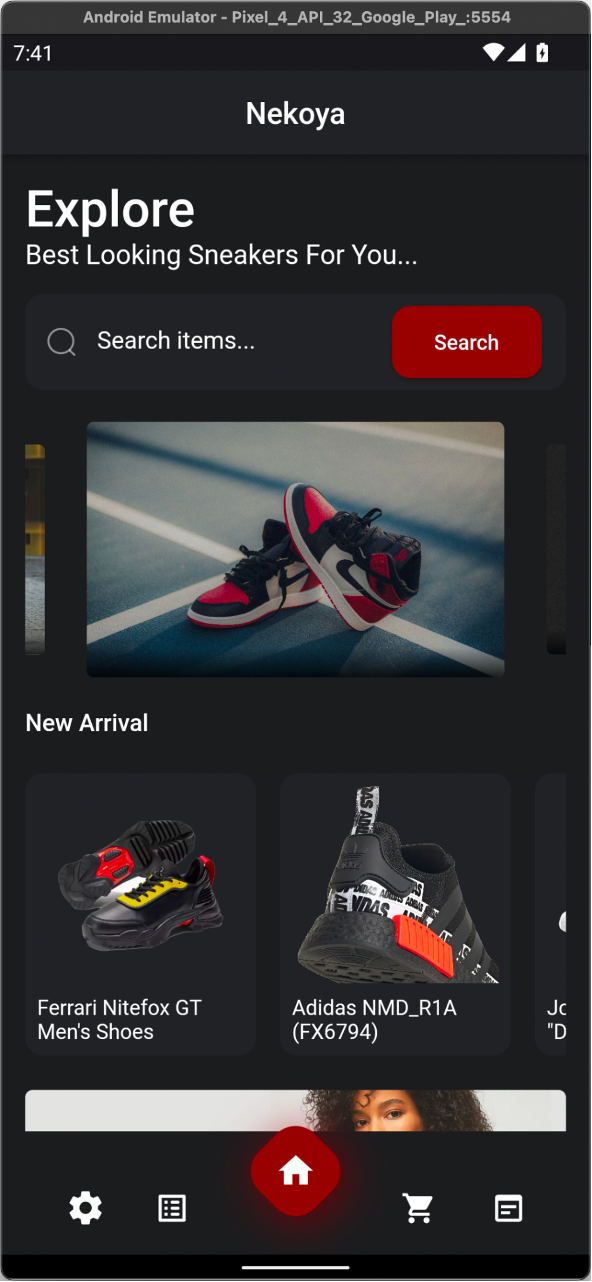 Android Emulator - Pixel_4_API_32_Google_Play_:5554
7:41
Nekoya
Explore
Best Looking Sneakers For You...
Search items...
Search
New Arrival
Ferrari Nitefox GT
Men's Shoes
Adidas NMD_R1A
(FX6794)
Jo
"D